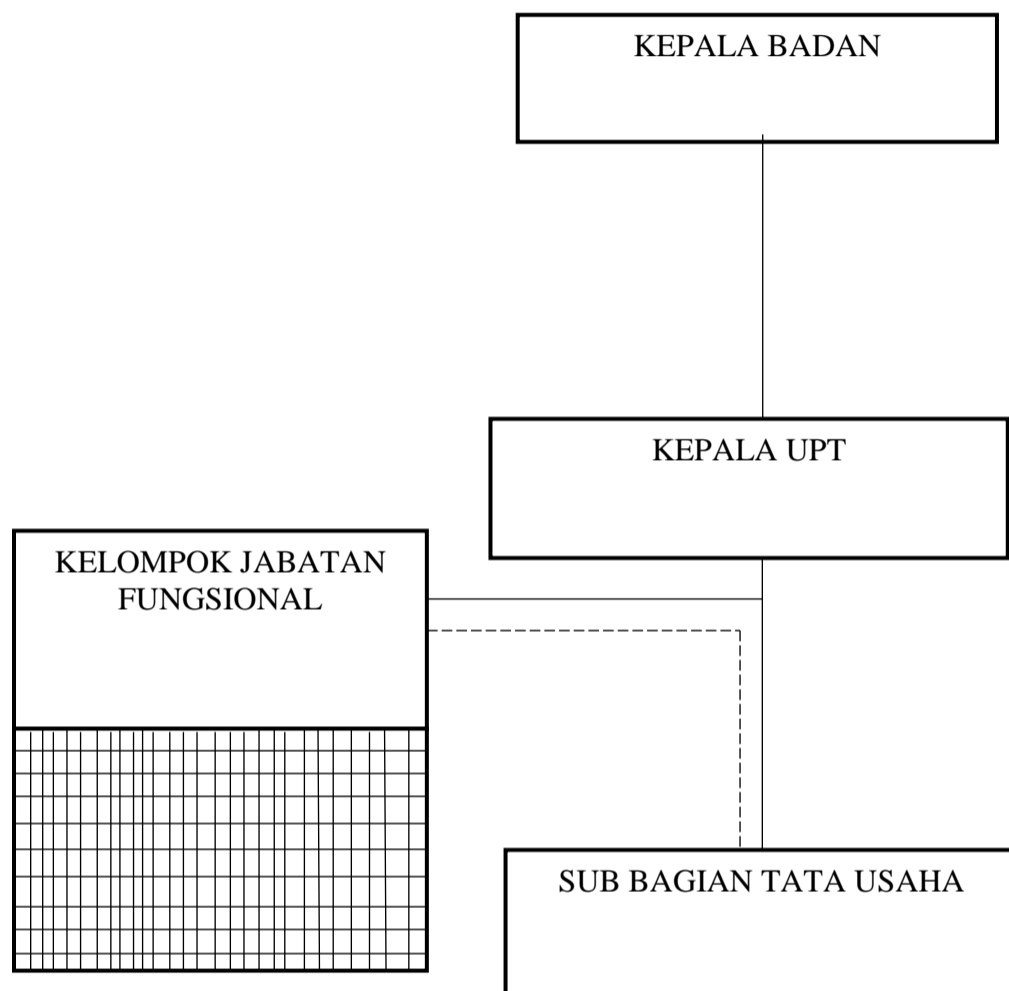 KEPALA BADAN
KEPALA UPT
KELOMPOK JABATAN
FUNGSIONAL
SUB BAGIAN TATA USAHA